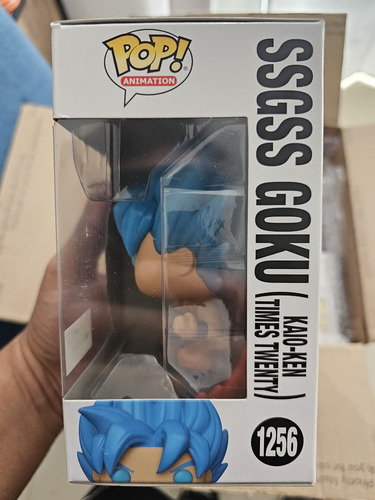 POP!
ANIMATION
SSGSS GOKU
( KAIO-KEN
TIMES TWENTY )
1256